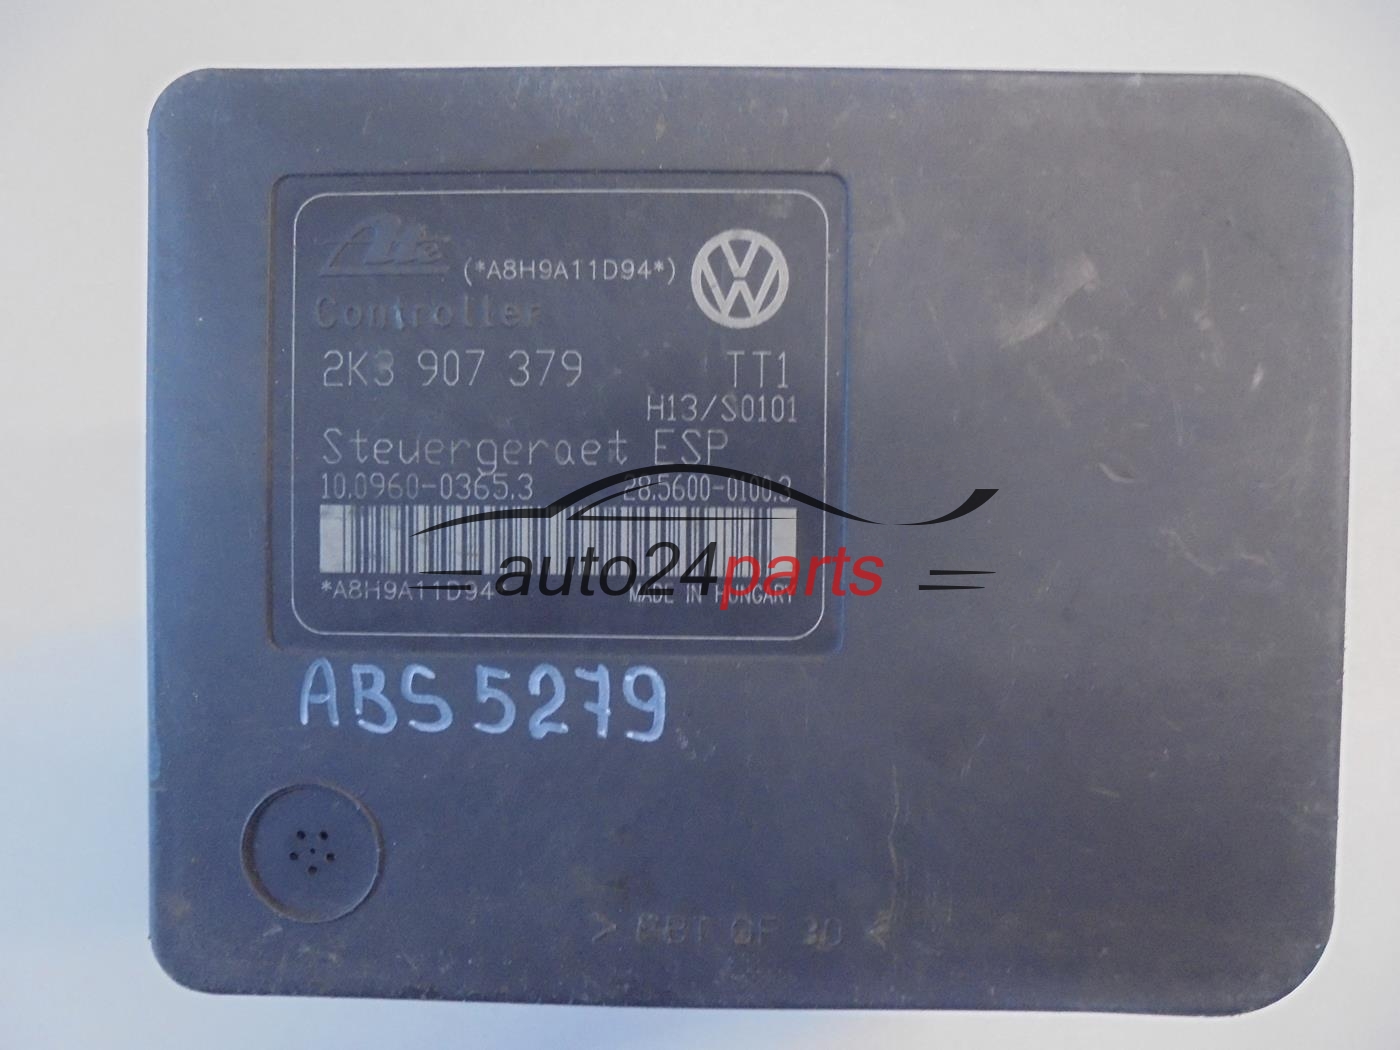 Ate (*A8H9A11D94*)
Controller
2K3 907 379 TT1
H13/S0101
Steuergeraet ESP
10.0960-0365.3 28.5600-0100.3
auto24parts
*A8H9A11D94 MADE IN HUNGARY
ABS 5279